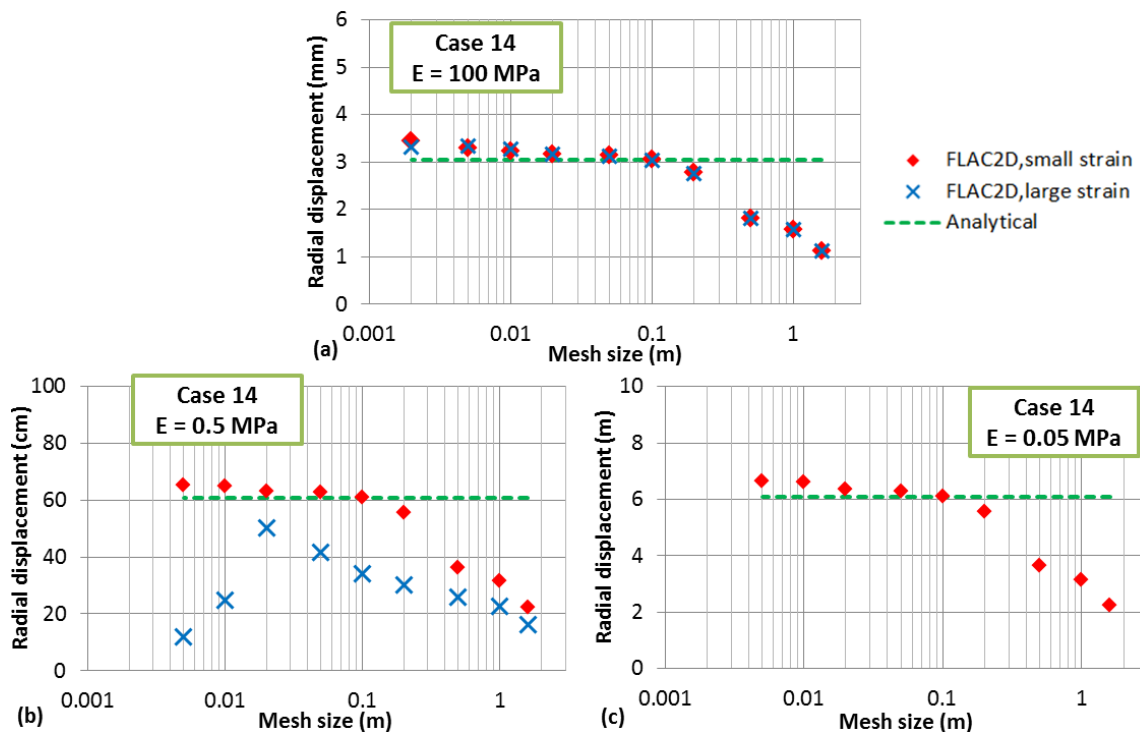 Case 14
E = 100 MPa
Radial displacement (mm)
6
5
4
3
2
1
0
0.001 0.01 0.1 1
Mesh size (m)
(a)
FLAC2D,small strain
FLAC2D,large strain
Analytical
Case 14
E = 0.5 MPa
Radial displacement (cm)
100
80
60
40
20
0
0.001 0.01 0.1 1
Mesh size (m)
(b)
Case 14
E = 0.05 MPa
Radial displacement (m)
10
8
6
4
2
0
0.001 0.01 0.1 1
Mesh size (m)
(c)